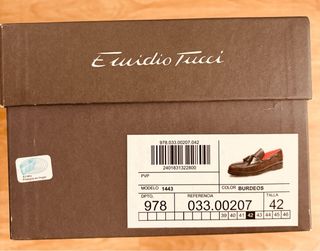 Emidio Tucci
978.033.00207.042
2401831322800
PVP
MODELO 1443
COLOR BURDEOS
DPTO. REFERENCIA TALLA
978 033.00207 42
39 40 41 42 43 44 45 46